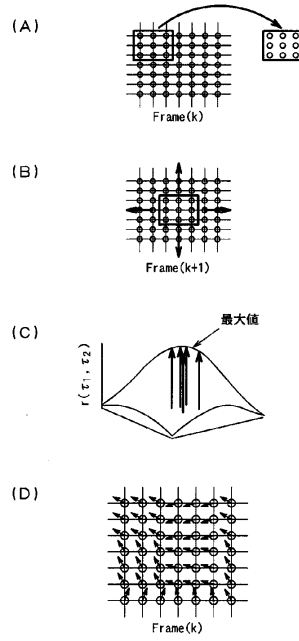 (A)
Frame(k)
(B)
Frame(k+1)
(C)
最大値
r(τ1,τ2)
(D)
Frame(k)